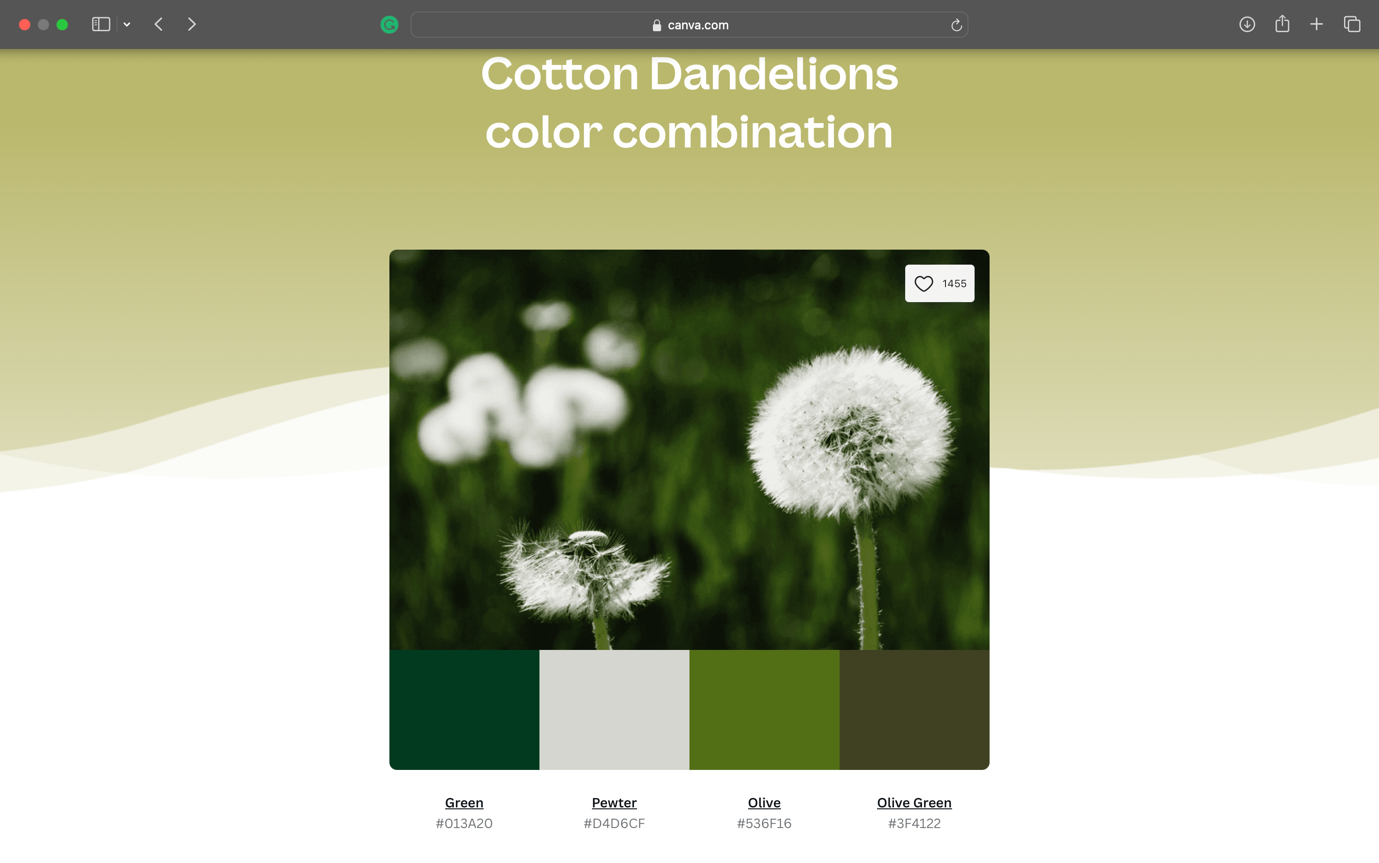 canva.com
Cotton Dandelions
color combination
1455
Green
Pewter
Olive
Olive Green
#013A20
#D4D6CF
#536F16
#3F4122